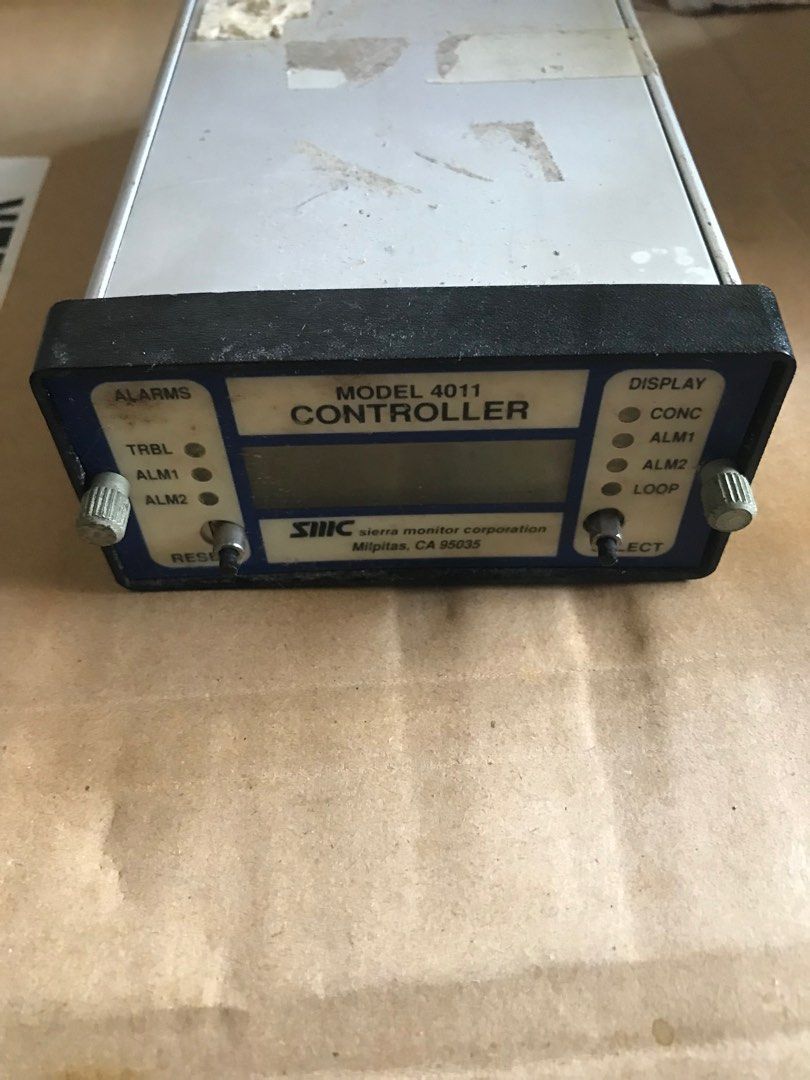 ALARMS
TRBL
ALM1
ALM2
MODEL 4011
CONTROLLER
SMC sierra monitor corporation
Milpitas, CA 95035
DISPLAY
CONC
ALM1
ALM2
LOOP
SELECT